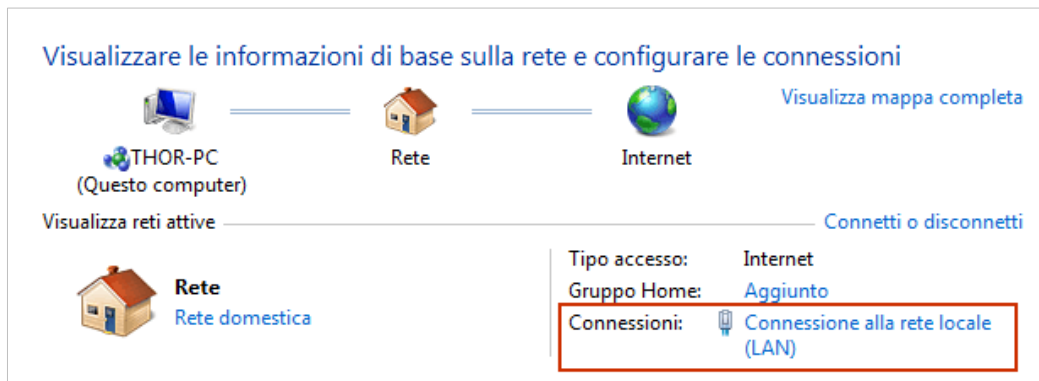 Visualizzare le informazioni di base sulla rete e configurare le connessioni
Visualizza mappa completa
THOR-PC
(Questo computer)
Rete
Internet
Visualizza reti attive
Connetti o disconnetti
Rete
Rete domestica
Tipo accesso: Internet
Gruppo Home: Aggiunto
Connessioni: Connessione alla rete locale
(LAN)